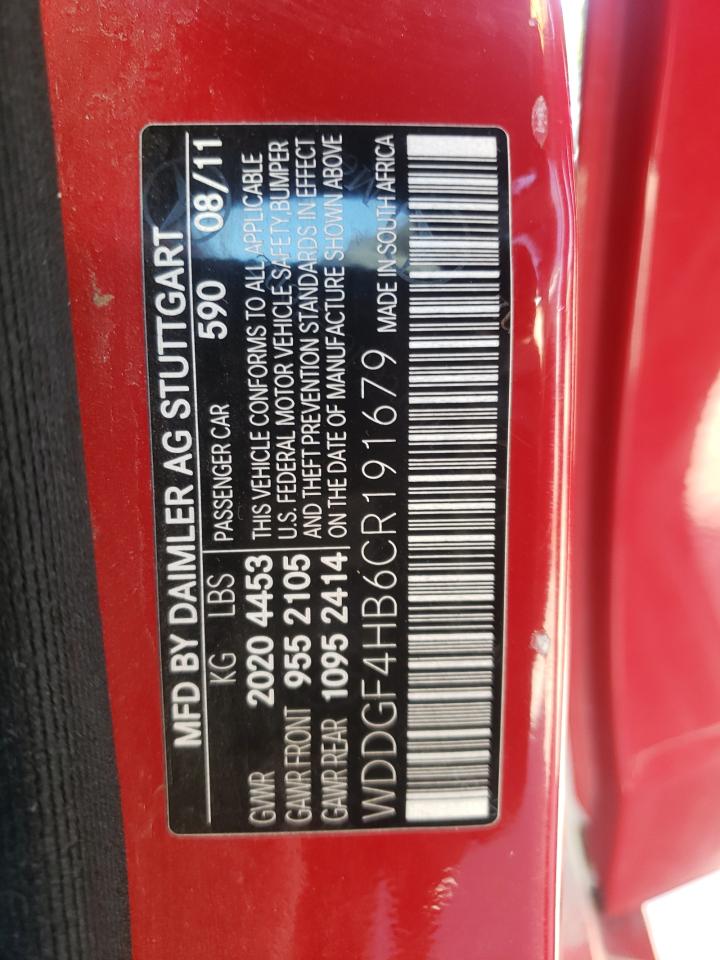 MFD BY DAIMLER AG STUTTGART
KG LBS PASSENGER CAR 590 08/11
GVWR 2020 4453 THIS VEHICLE CONFORMS TO ALL APPLICABLE
GAWR FRONT 955 2105 U.S. FEDERAL MOTOR VEHICLE SAFETY,BUMPER
GAWR REAR 1095 2414 AND THEFT PREVENTION STANDARDS IN EFFECT
ON THE DATE OF MANUFACTURE SHOWN ABOVE
WDDGF4HB6CR191679 MADE IN SOUTH AFRICA